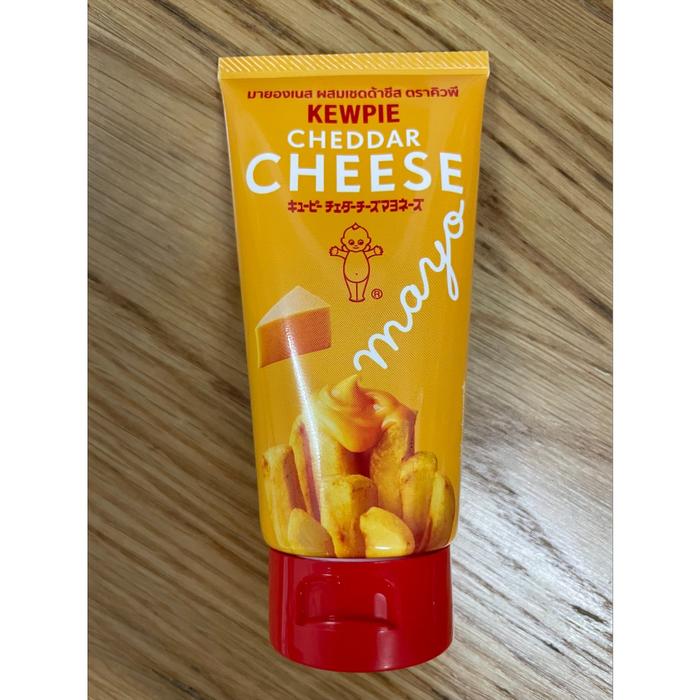 มายองเนส ผสมเชดด้าชีส ตราคิวพี
KEWPIE
CHEDDAR
CHEESE
キユーピー チェダーチーズマヨネーズ
mayo
®